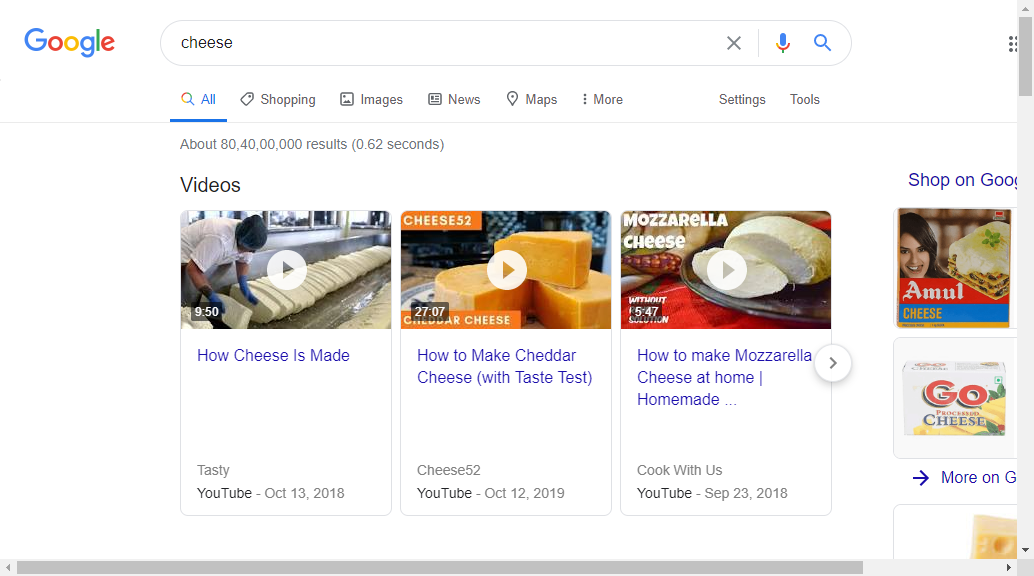 Google
cheese
All
Shopping
Images
News
Maps
More
Settings
Tools
About 80,40,00,000 results (0.62 seconds)
Videos
9:50
How Cheese Is Made
Tasty
YouTube - Oct 13, 2018
CHEESE52
27:07
CHEDDAR CHEESE
How to Make Cheddar
Cheese (with Taste Test)
Cheese52
YouTube - Oct 12, 2019
MOZZARELLA
CHEESE
WITHOUT
5:47
SOLUTION
How to make Mozzarella
Cheese at home |
Homemade ...
Cook With Us
YouTube - Sep 23, 2018
Shop on Goog
Amul
CHEESE
Go
PROCESSED
CHEESE
More on G